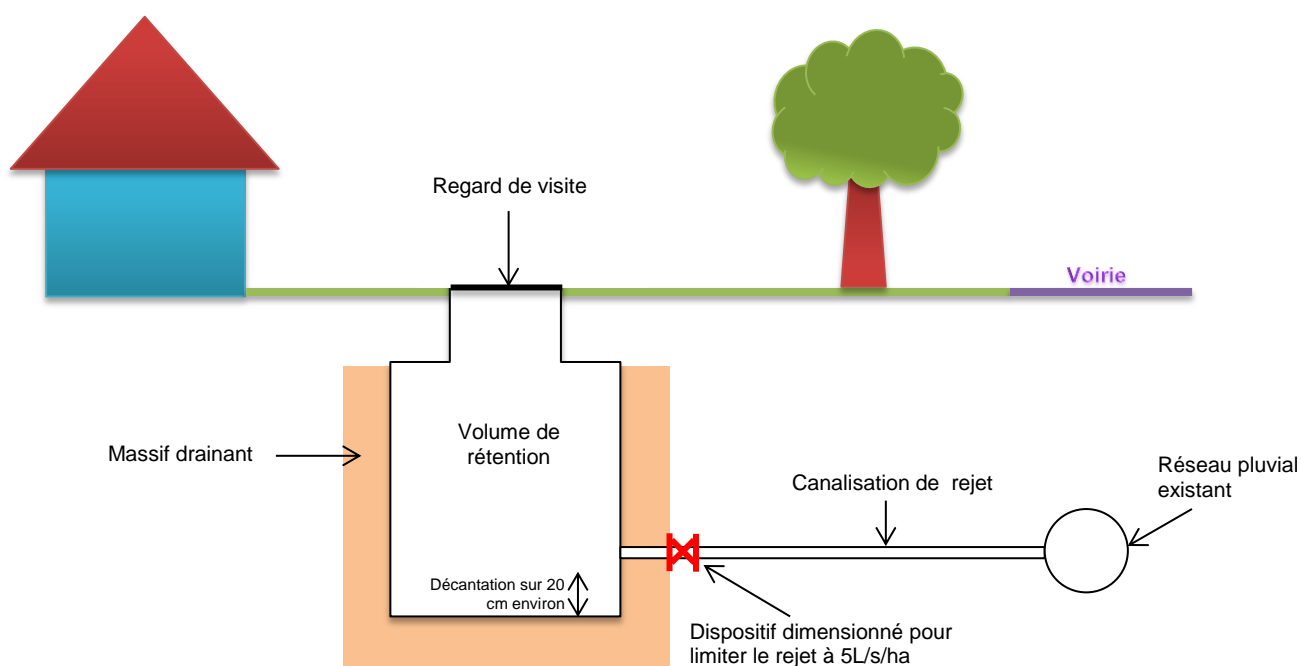 Regard de visite
Voirie
Massif drainant
Volume de
rétention
Canalisation de rejet
Réseau pluvial
existant
Décantation sur 20
cm environ
Dispositif dimensionné pour
limiter le rejet à 5L/s/ha